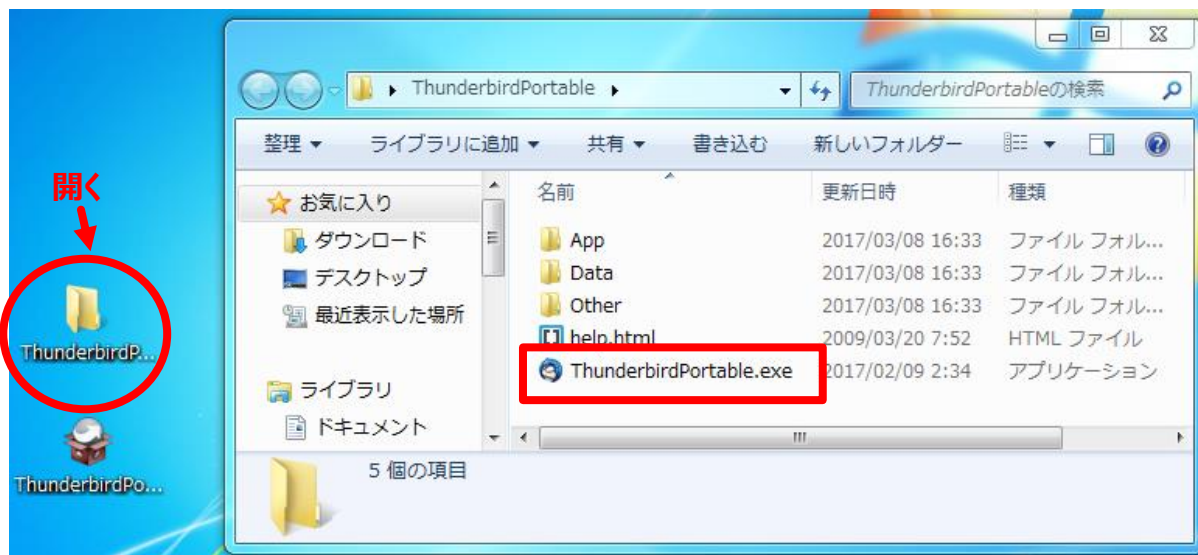 ThunderbirdPortable
ThunderbirdPortableの検索
整理 ライブラリに追加 共有 書き込む 新しいフォルダー
開く
お気に入り
ダウンロード
デスクトップ
最近表示した場所
ライブラリ
ドキュメント
名前 更新日時 種類
App 2017/03/08 16:33 ファイル フォル...
Data 2017/03/08 16:33 ファイル フォル...
Other 2017/03/08 16:33 ファイル フォル...
help.html 2009/03/20 7:52 HTML ファイル
ThunderbirdPortable.exe 2017/02/09 2:34 アプリケーション
ThunderbirdP...
ThunderbirdPo...
5 個の項目